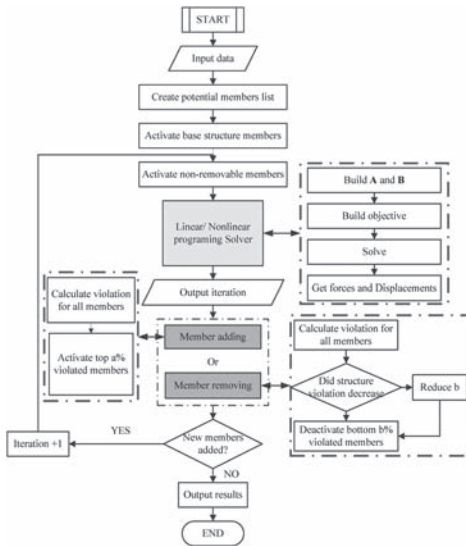 START
Input data
Create potential members list
Activate base structure members
Activate non-removable members
Linear/ Nonlinear
programing Solver
Build A and B
Build objective
Solve
Get forces and Displacements
Output iteration
Calculate violation
for all members
Activate top a%
violated members
Member adding
Or
Member removing
Calculate violation for
all members
Did structure
violation decrease
Reduce b
Deactivate bottom b%
violated members
New members
added?
YES
Iteration +1
NO
Output results
END